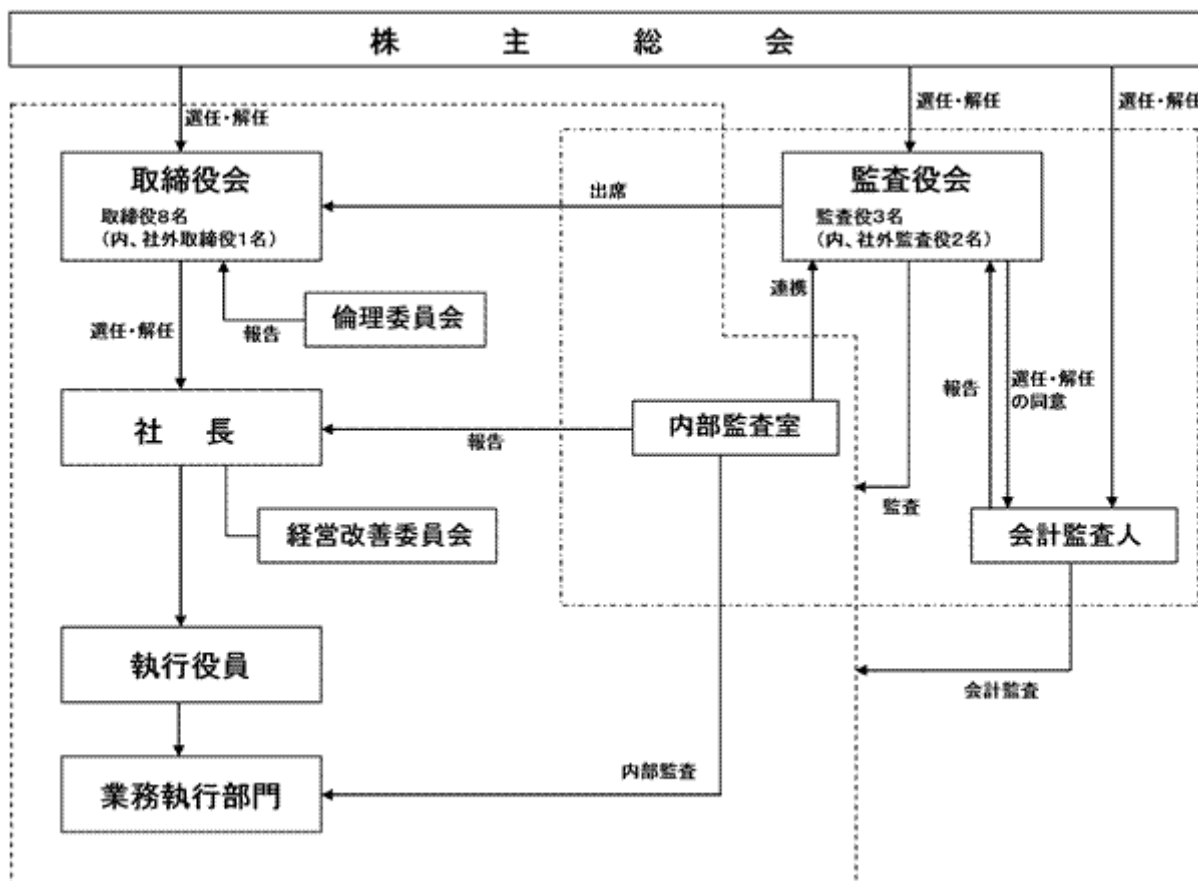 株主総会
選任・解任
選任・解任
選任・解任
取締役会
取締役8名
（内、社外取締役1名）
出席
監査役会
監査役3名
（内、社外監査役2名）
連携
倫理委員会
報告
選任・解任
報告
選任・解任
の同意
社長
報告
内部監査室
監査
経営改善委員会
会計監査人
執行役員
会計監査
内部監査
業務執行部門